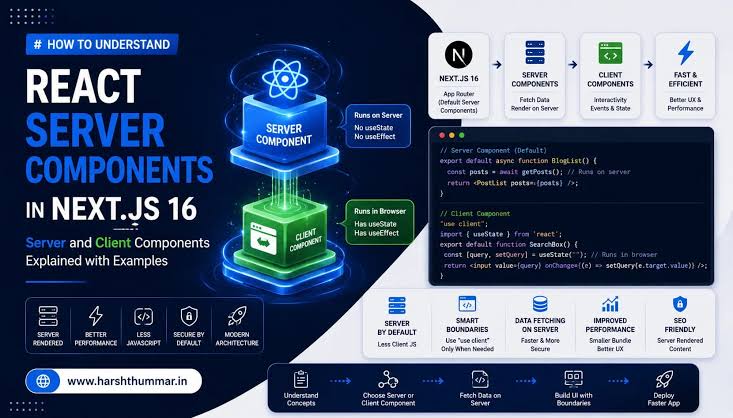 # HOW TO UNDERSTAND
REACT
SERVER
COMPONENTS
IN NEXT.JS 16
Server and Client Components
Explained with Examples
SERVER
RENDERED
BETTER
PERFORMANCE
LESS
JAVASCRIPT
SECURE BY
DEFAULT
MODERN
ARCHITECTURE
www.harshthummar.in
SERVER
COMPONENT
Runs on Server
No useState
No useEffect
CLIENT
COMPONENT
Runs in Browser
Has useState
Has useEffect
N
NEXT.JS 16
App Router
(Default Server
Components)
SERVER
COMPONENTS
Fetch Data
Render on Server
CLIENT
COMPONENTS
Interactivity
Events & State
FAST &
EFFICIENT
Better UX &
Performance
// Server Component (Default)
export default async function BlogList() {
const posts = await getPosts(); // Runs on server
return <PostList posts={posts} />;
}
// Client Component
"use client";
import { useState } from 'react';
export default function SearchBox() {
const [query, setQuery] = useState(""); // Runs in browser
return <input value={query} onChange={(e) => setQuery(e.target.value)} />;
}
SERVER
BY DEFAULT
Less Client JS
SMART
BOUNDARIES
Use "use client"
Only When Needed
DATA FETCHING
ON SERVER
Faster & More
Secure
IMPROVED
PERFORMANCE
Smaller Bundle
Better UX
SEO
FRIENDLY
Server Rendered
Content
Understand
Concepts
Choose Server or
Client Component
Fetch Data on
Server
Build UI with
Boundaries
Deploy
Faster App